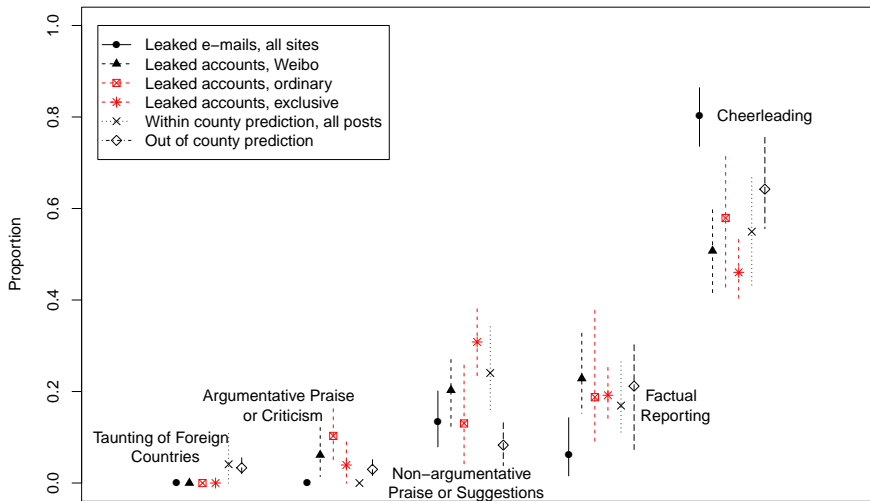 1.0
0.8
0.6
0.4
0.2
0.0
Proportion
Leaked e−mails, all sites
Leaked accounts, Weibo
Leaked accounts, ordinary
Leaked accounts, exclusive
Within county prediction, all posts
Out of county prediction
Cheerleading
Argumentative Praise
or Criticism
Taunting of Foreign
Countries
Non−argumentative
Praise or Suggestions
Factual
Reporting